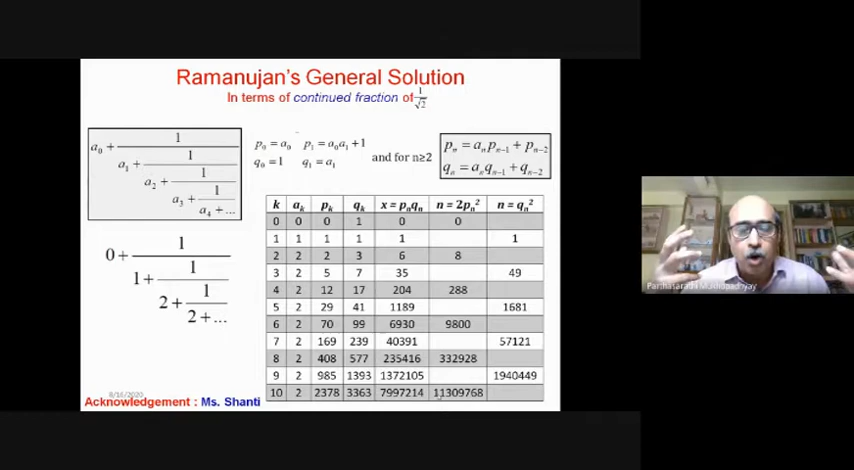 Ramanujan's General Solution
In terms of continued fraction of 1/√2
a₀ + 1/(a₁ + 1/(a₂ + 1/(a₃ + 1/(a₄ + ...
p₀ = a₀ p₁ = a₀a₁ + 1
q₀ = 1 q₁ = a₁
and for n≥2
pₙ = aₙpₙ₋₁ + pₙ₋₂
qₙ = aₙqₙ₋₁ + qₙ₋₂
0 + 1/(1 + 1/(2 + 1/(2 + ...
k aₖ pₖ qₖ x = pₙqₙ n = 2pₙ² n = qₙ²
0 0 0 1 0 0
1 1 1 1 1 1
2 2 2 3 6 8
3 2 5 7 35 49
4 2 12 17 204 288
5 2 29 41 1189 1681
6 2 70 99 6930 9800
7 2 169 239 40391 57121
8 2 408 577 235416 332928
9 2 985 1393 1372105 1940449
10 2 2378 3363 7997214 11309768
8/16/2020
Acknowledgement : Ms. Shanti
Parthasarathi Mukhopadhyay